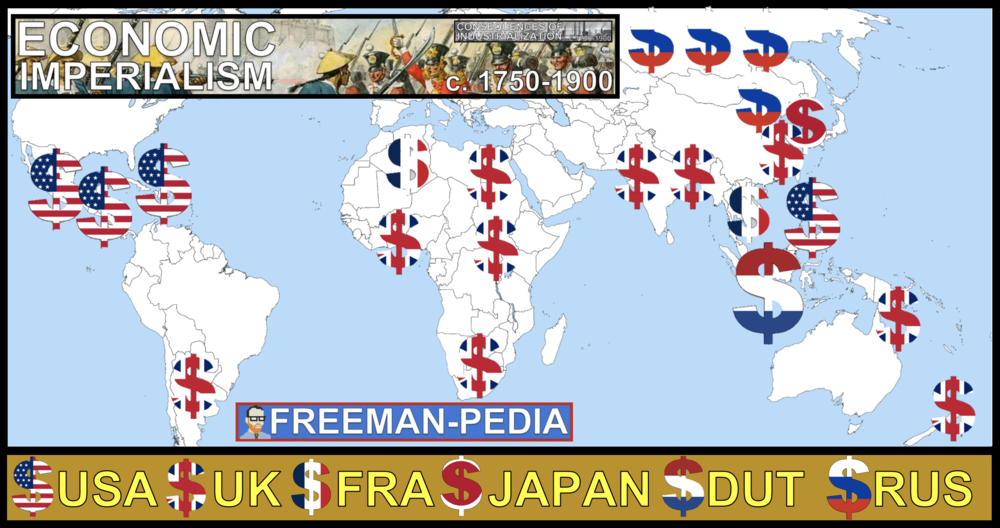 ECONOMIC
IMPERIALISM
CONSEQUENCES OF
INDUSTRIALIZATION
c. 1750-1900
FREEMAN-PEDIA
$USA $UK $FRA $JAPAN $DUT $RUS